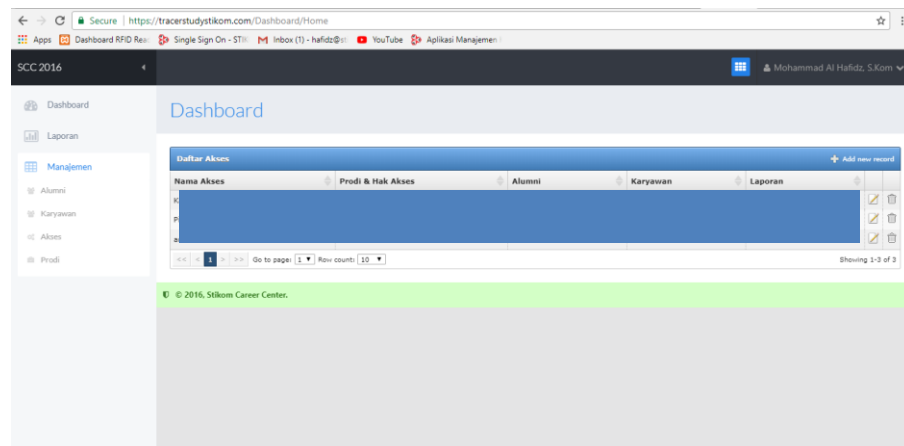 Secure | https://tracerstudystikom.com/Dashboard/Home
Apps Dashboard RFID Rea Single Sign On - STI Inbox (1) - hafidz@st YouTube Aplikasi Manajemen
SCC 2016 Mohammad Al Hafidz, S.Kom
Dashboard
Laporan
Manajemen
Alumni
Karyawan
Akses
Prodi
Dashboard
Daftar Akses + Add new record
Nama Akses Prodi & Hak Akses Alumni Karyawan Laporan
<< < 1 > >> Go to page: 1 Row count: 10 Showing 1-3 of 3
© 2016, Stikom Career Center.